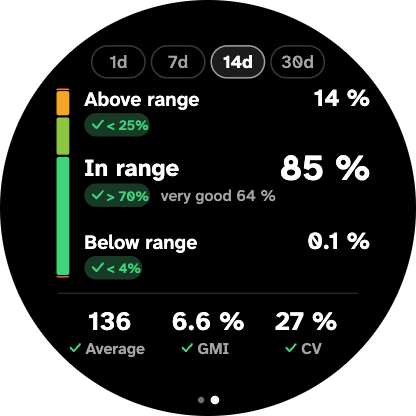 1d 7d 14d 30d
Above range 14 %
< 25%
In range 85 %
> 70% very good 64 %
Below range 0.1 %
< 4%
136 6.6 % 27 %
Average GMI CV